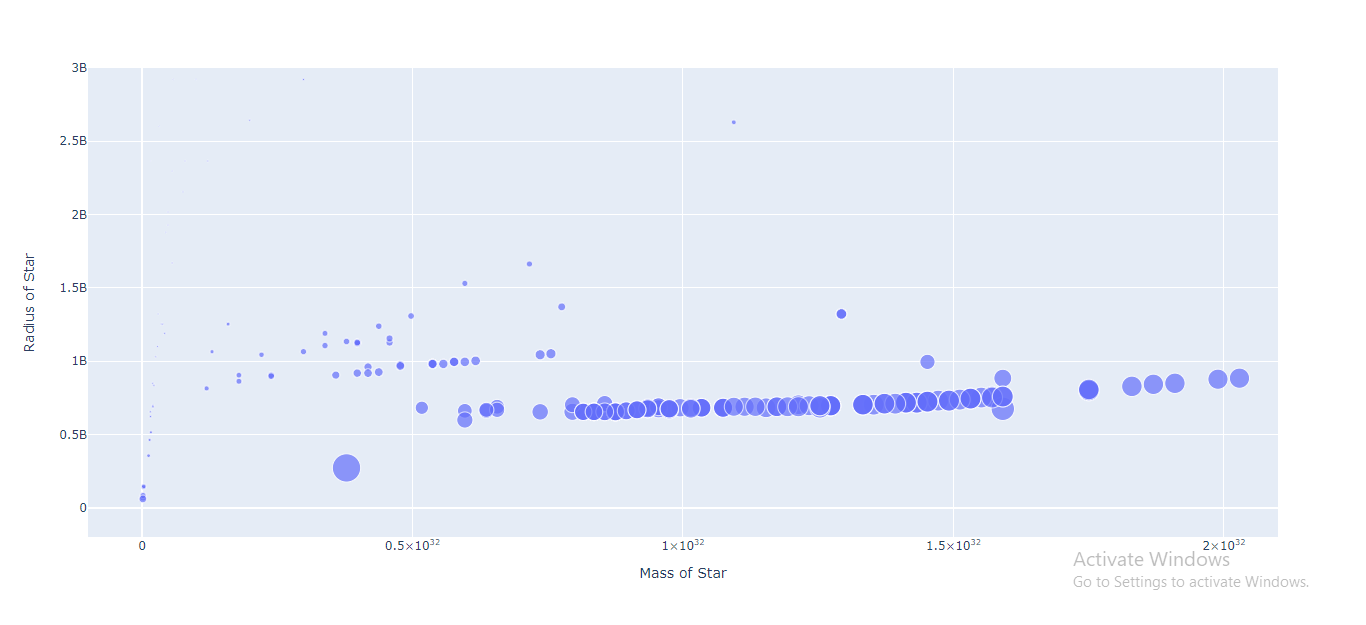 3B
2.5B
2B
1.5B
1B
0.5B
0
Radius of Star
0 0.5×10³² 1×10³² 1.5×10³² 2×10³²
Mass of Star
Activate Windows
Go to Settings to activate Windows.